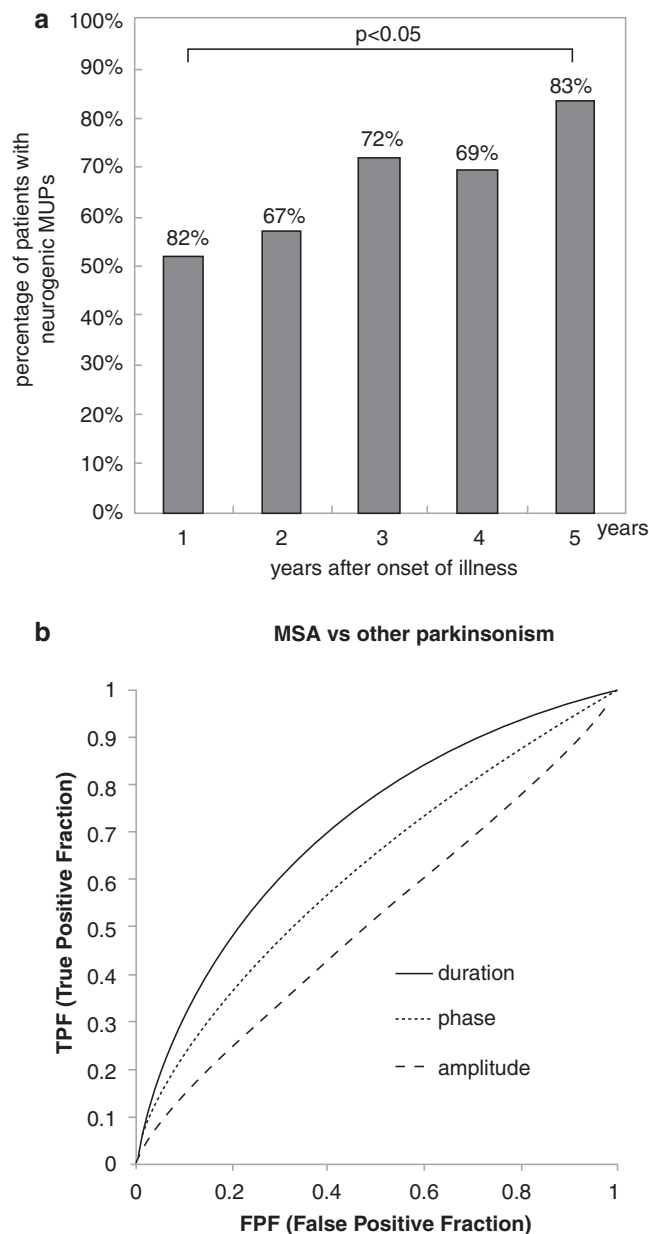 a
100%
90%
80%
70%
60%
50%
40%
30%
20%
10%
0%
percentage of patients with
neurogenic MUPs
p<0.05
82%
67%
72%
69%
83%
1 2 3 4 5 years
years after onset of illness
b
MSA vs other parkinsonism
1
0.9
0.8
0.7
0.6
0.5
0.4
0.3
0.2
0.1
0
TPF (True Positive Fraction)
duration
phase
amplitude
0 0.2 0.4 0.6 0.8 1
FPF (False Positive Fraction)